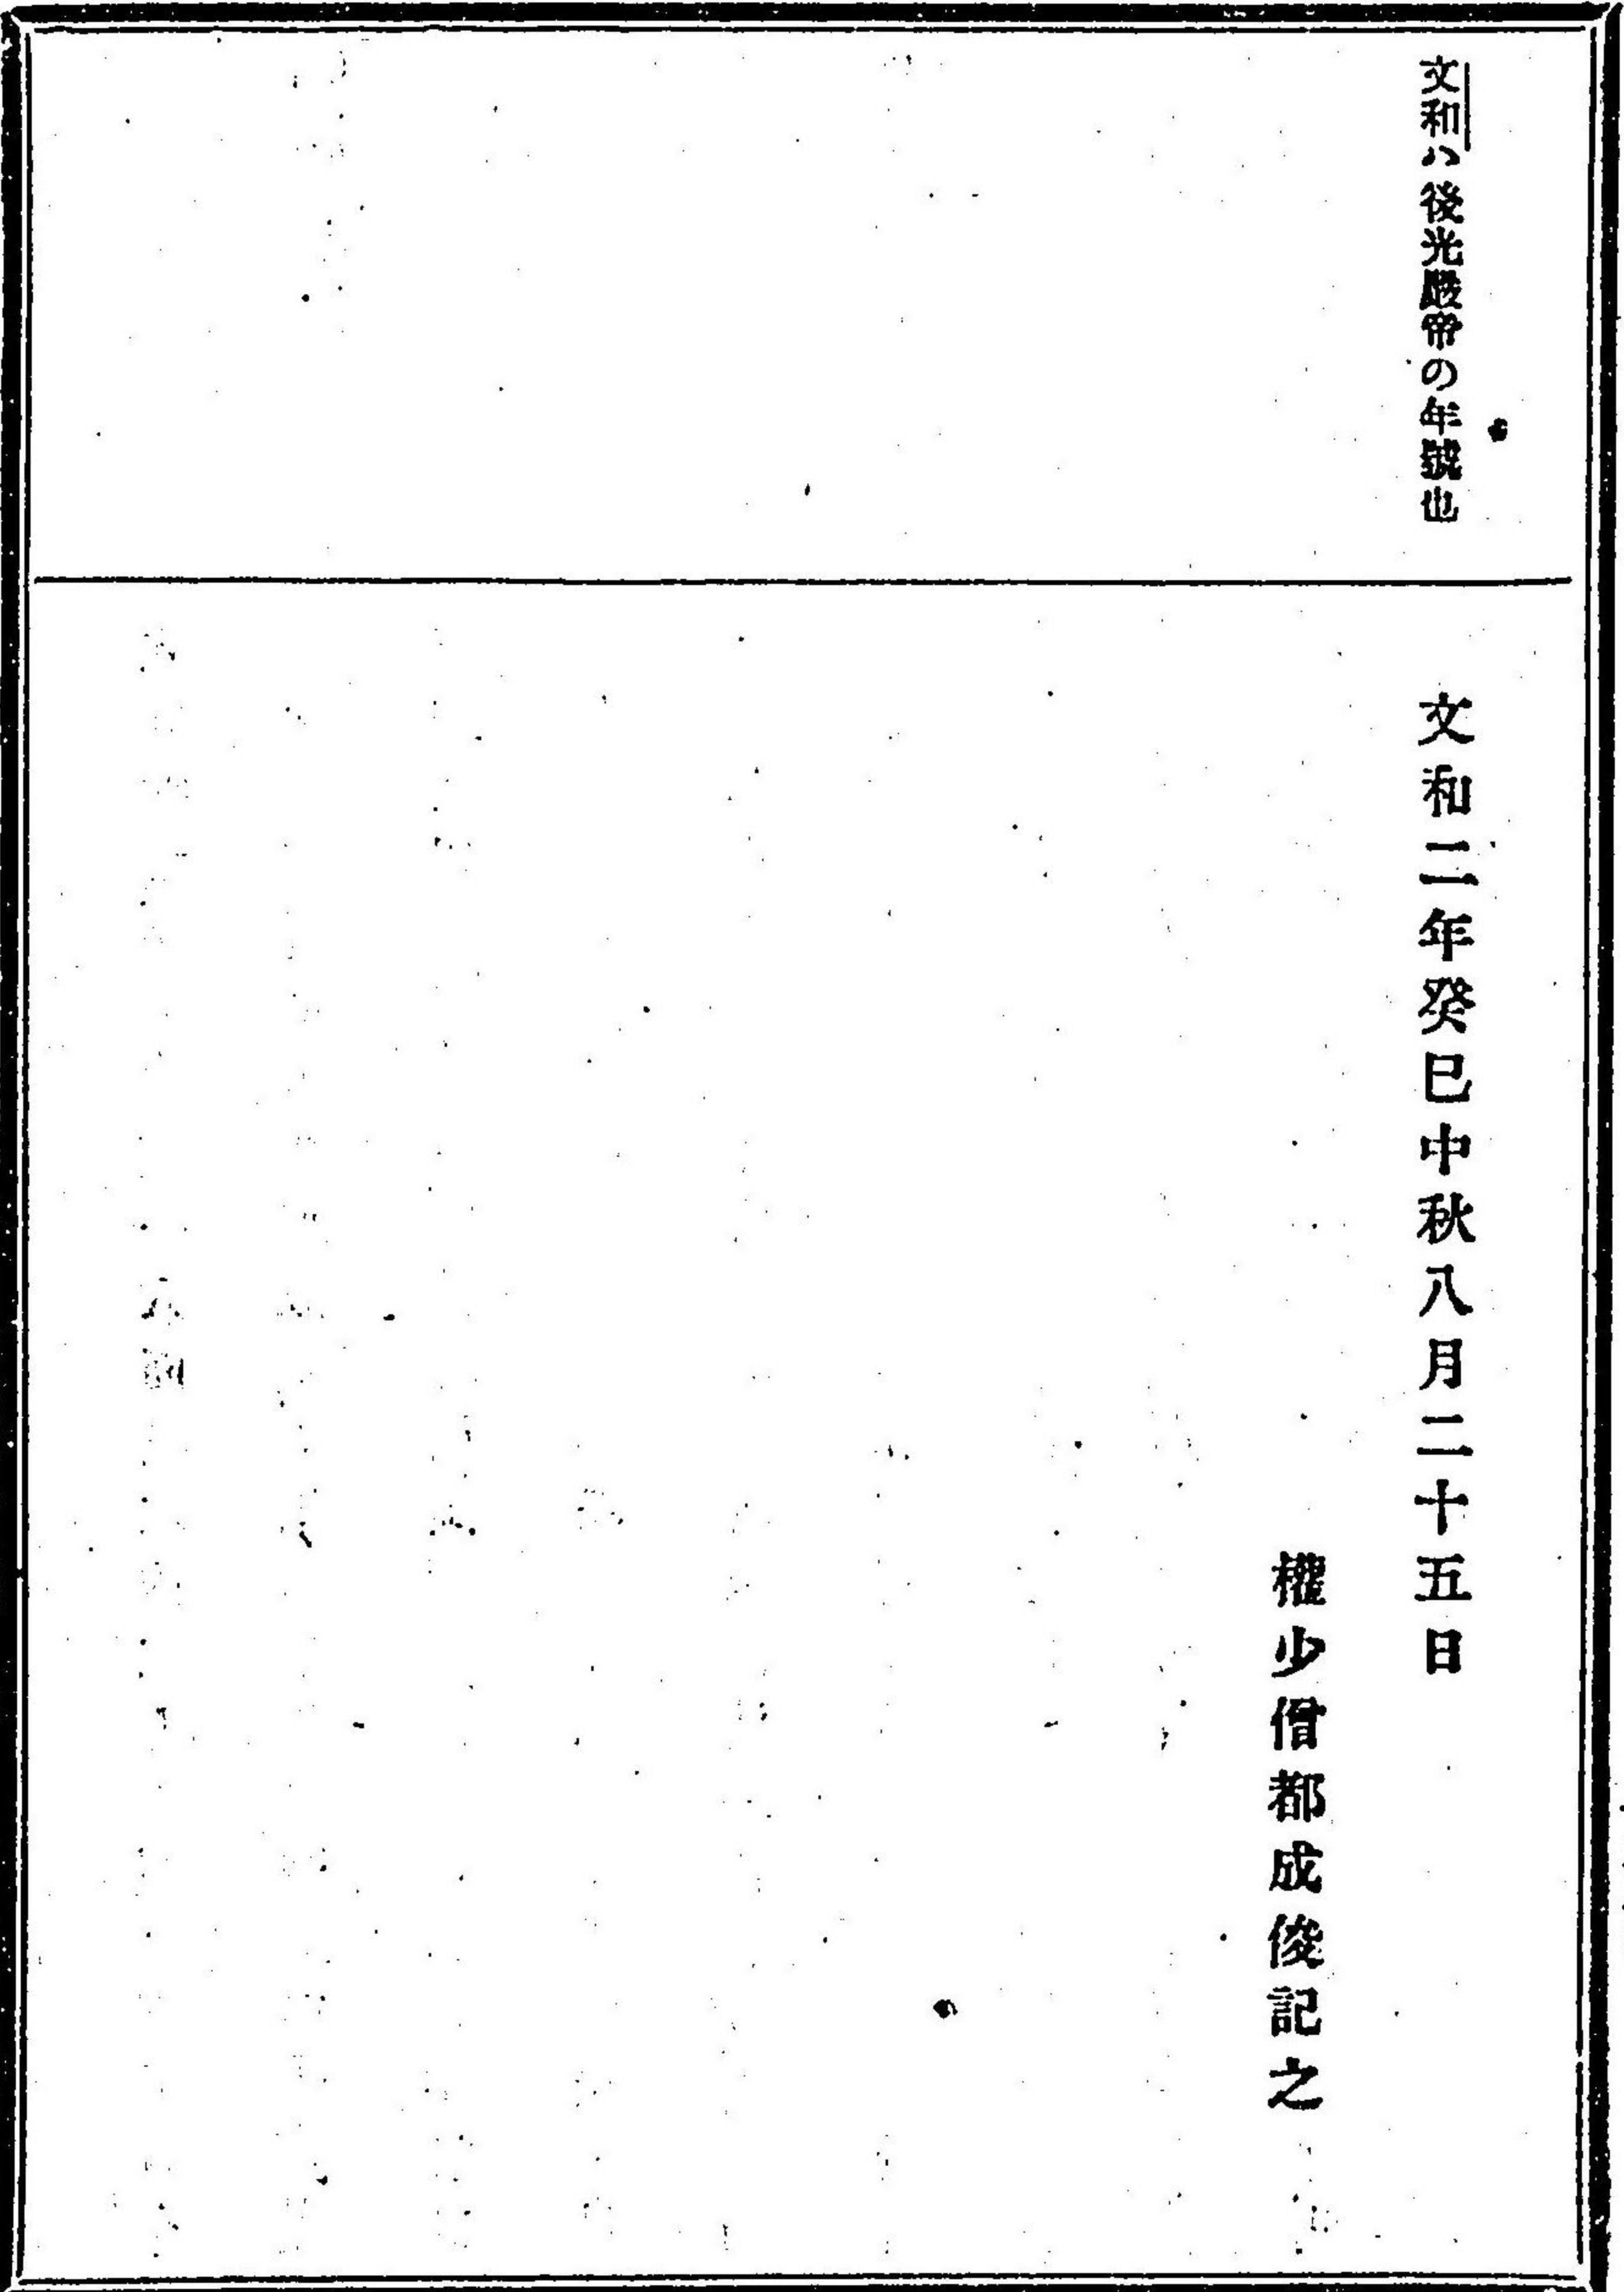 文和ハ後光嚴帝の年號也
文和二年癸巳中秋八月二十五日
權少僧都成俊記之